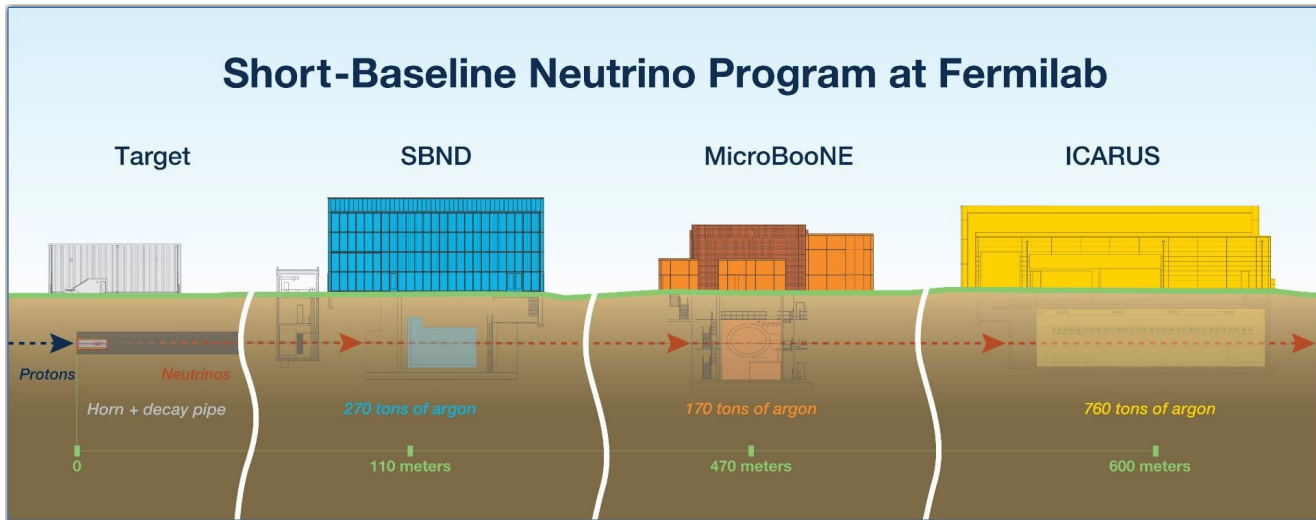 Short-Baseline Neutrino Program at Fermilab
Target
SBND
MicroBooNE
ICARUS
Protons
Neutrinos
Horn + decay pipe
270 tons of argon
170 tons of argon
760 tons of argon
0
110 meters
470 meters
600 meters